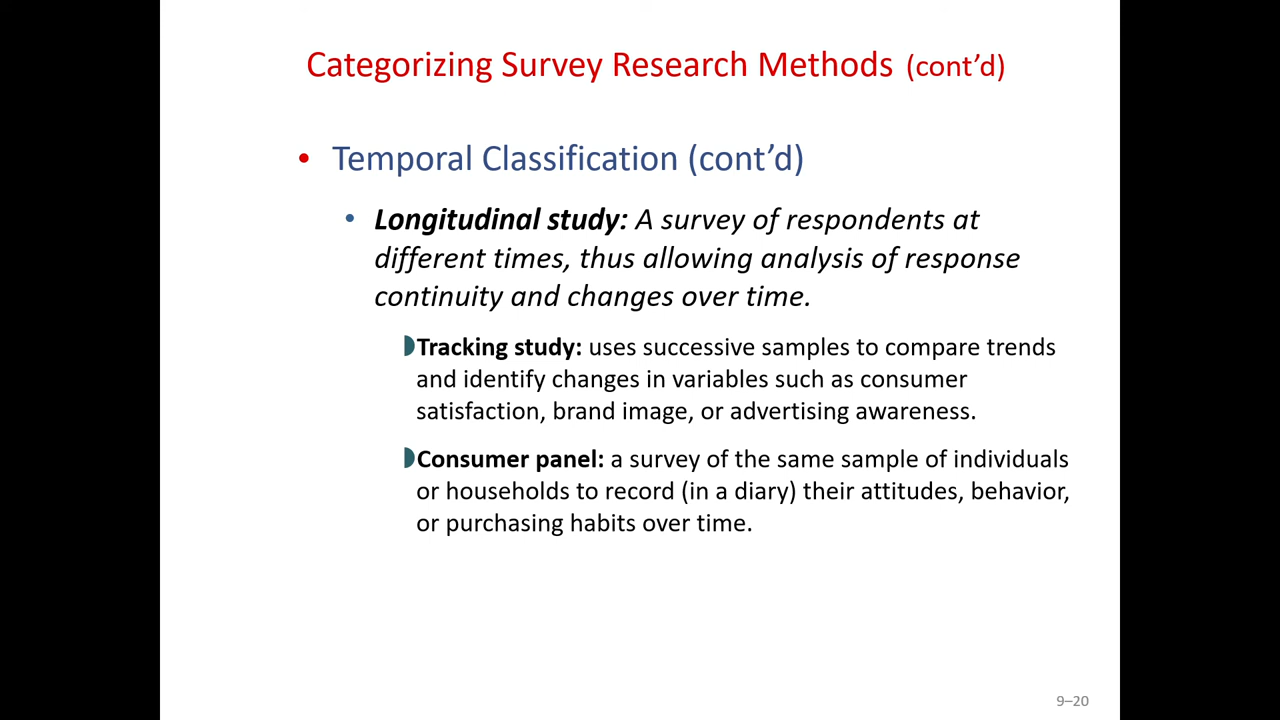 Categorizing Survey Research Methods (cont’d)
• Temporal Classification (cont’d)
• Longitudinal study: A survey of respondents at
different times, thus allowing analysis of response
continuity and changes over time.
◗Tracking study: uses successive samples to compare trends
and identify changes in variables such as consumer
satisfaction, brand image, or advertising awareness.
◗Consumer panel: a survey of the same sample of individuals
or households to record (in a diary) their attitudes, behavior,
or purchasing habits over time.
9–20